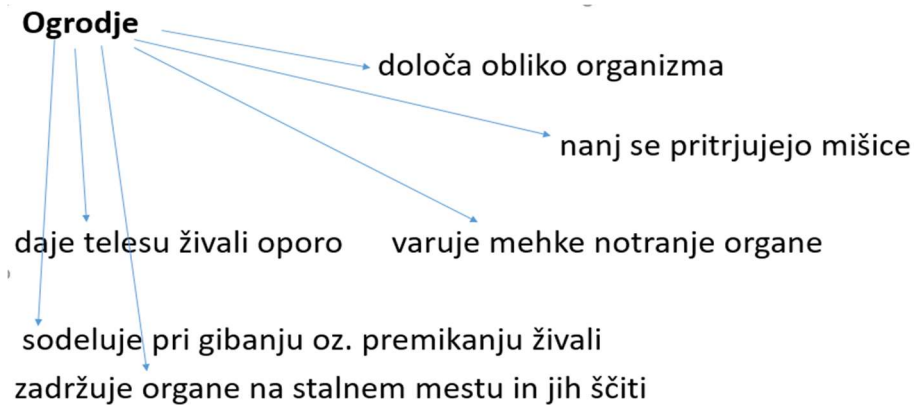 Ogrodje
določa obliko organizma
nanj se pritrjujejo mišice
daje telesu živali oporo
varuje mehke notranje organe
sodeluje pri gibanju oz. premikanju živali
zadržuje organe na stalnem mestu in jih ščiti